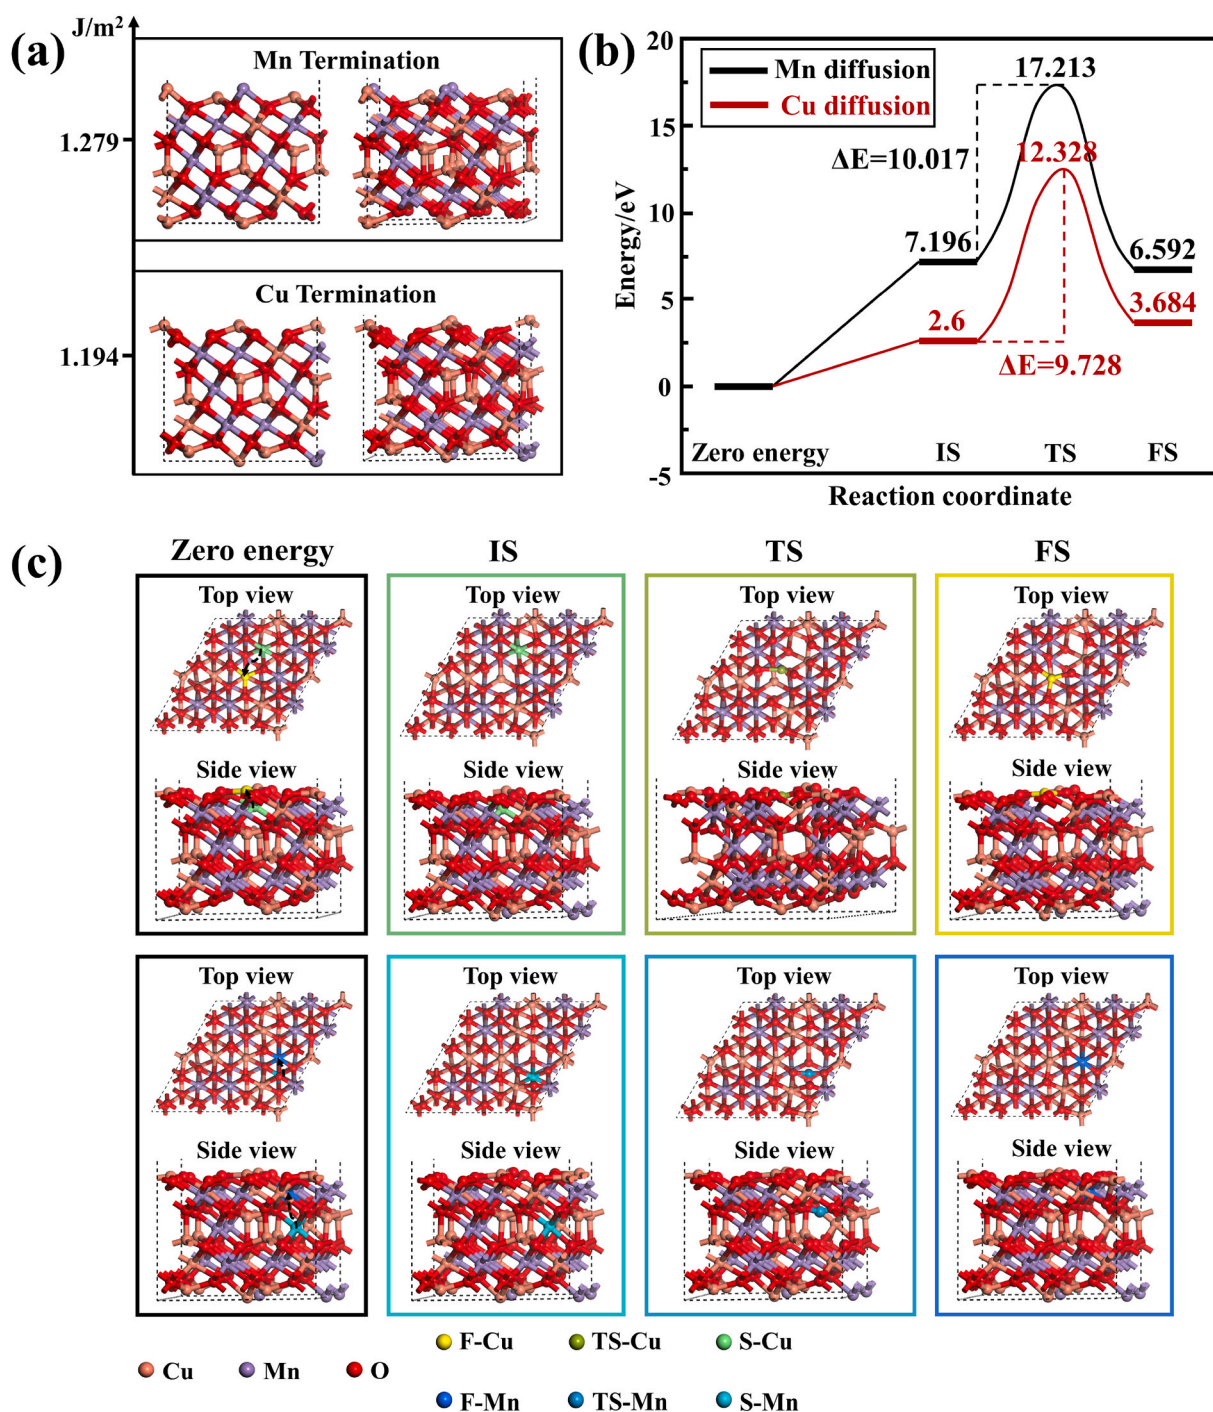 (a)
J/m²
Mn Termination
1.279
Cu Termination
1.194
(b)
20
15
10
5
0
-5
Energy/eV
Mn diffusion
Cu diffusion
17.213
ΔE=10.017
12.328
7.196
6.592
2.6
3.684
ΔE=9.728
Zero energy IS TS FS
Reaction coordinate
(c)
Zero energy IS TS FS
Top view Top view Top view Top view
Side view Side view Side view Side view
Top view Top view Top view Top view
Side view Side view Side view Side view
Cu Mn O
F-Cu TS-Cu S-Cu
F-Mn TS-Mn S-Mn